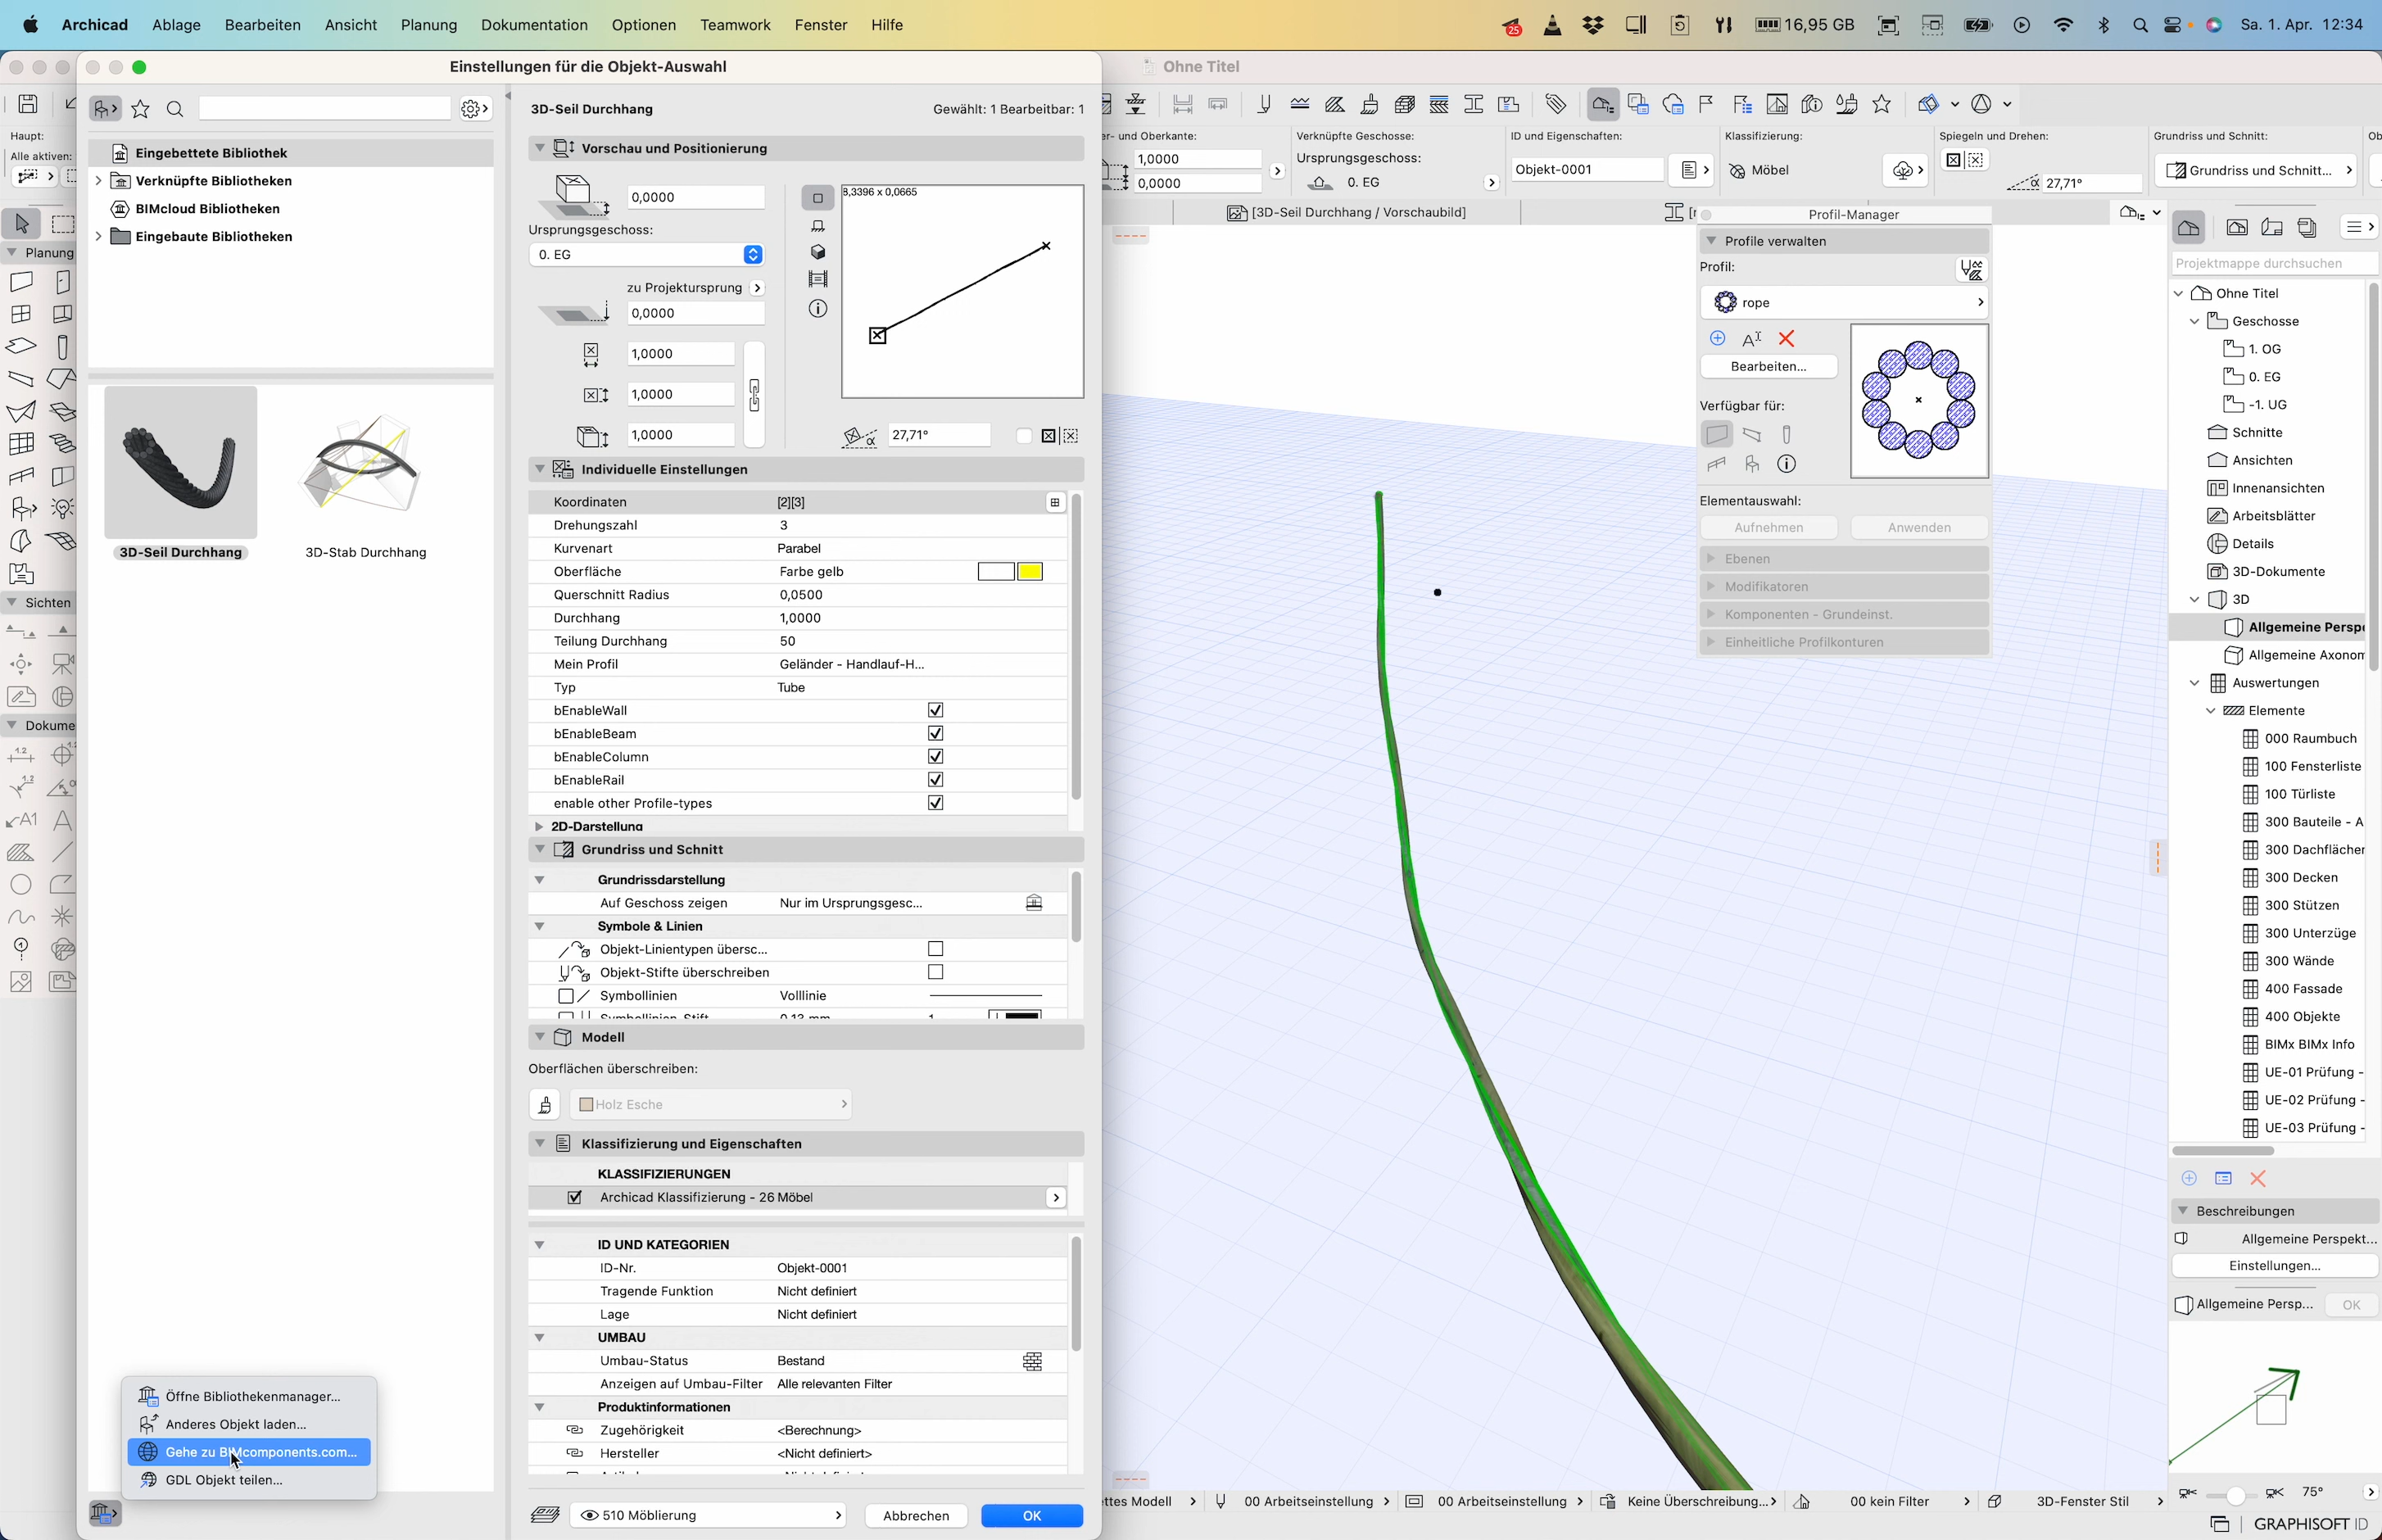 Archicad Ablage Bearbeiten Ansicht Planung Dokumentation Optionen Teamwork Fenster Hilfe
25 16,95 GB Sa. 1. Apr. 12:34
Einstellungen für die Objekt-Auswahl
Ohne Titel
Haupt:
Alle aktiven:
Planung
Sichten
Dokume
Eingebettete Bibliothek
Verknüpfte Bibliotheken
BIMcloud Bibliotheken
Eingebaute Bibliotheken
3D-Seil Durchhang
3D-Stab Durchhang
Öffne Bibliothekenmanager...
Anderes Objekt laden...
Gehe zu BIMcomponents.com...
GDL Objekt teilen...
3D-Seil Durchhang Gewählt: 1 Bearbeitbar: 1
Vorschau und Positionierung
0,0000
Ursprungsgeschoss:
0. EG
zu Projektursprung
0,0000
1,0000
1,0000
1,0000
8,3396 x 0,0665
27,71°
Individuelle Einstellungen
Koordinaten [2][3]
Drehungszahl 3
Kurvenart Parabel
Oberfläche Farbe gelb
Querschnitt Radius 0,0500
Durchhang 1,0000
Teilung Durchhang 50
Mein Profil Geländer - Handlauf-H...
Typ Tube
bEnableWall
bEnableBeam
bEnableColumn
bEnableRail
enable other Profile-types
2D-Darstellung
Grundriss und Schnitt
Grundrissdarstellung
Auf Geschoss zeigen Nur im Ursprungsgesc...
Symbole & Linien
Objekt-Linientypen übersc...
Objekt-Stifte überschreiben
Symbollinien Volllinie
Symbollinien-Stift 0.13 mm 1
Modell
Oberflächen überschreiben:
Holz Esche
Klassifizierung und Eigenschaften
KLASSIFIZIERUNGEN
Archicad Klassifizierung - 26 Möbel
ID UND KATEGORIEN
ID-Nr. Objekt-0001
Tragende Funktion Nicht definiert
Lage Nicht definiert
UMBAU
Umbau-Status Bestand
Anzeigen auf Umbau-Filter Alle relevanten Filter
Produktinformationen
Zugehörigkeit <Berechnung>
Hersteller <Nicht definiert>
510 Möblierung Abbrechen OK
er- und Oberkante:
1,0000
0,0000
Verknüpfte Geschosse:
Ursprungsgeschoss:
0. EG
ID und Eigenschaften:
Objekt-0001
Klassifizierung:
Möbel
Spiegeln und Drehen:
27,71°
Grundriss und Schnitt:
Grundriss und Schnitt...
Ob
[3D-Seil Durchhang / Vorschaubild]
Profil-Manager
Profile verwalten
Profil:
rope
Bearbeiten...
Verfügbar für:
Elementauswahl:
Aufnehmen Anwenden
Ebenen
Modifikatoren
Komponenten - Grundeinst.
Einheitliche Profilkonturen
Projektmappe durchsuchen
Ohne Titel
Geschosse
1. OG
0. EG
-1. UG
Schnitte
Ansichten
Innenansichten
Arbeitsblätter
Details
3D-Dokumente
3D
Allgemeine Perspe
Allgemeine Axonom
Auswertungen
Elemente
000 Raumbuch
100 Fensterliste
100 Türliste
300 Bauteile - A
300 Dachflächen
300 Decken
300 Stützen
300 Unterzüge
300 Wände
400 Fassade
400 Objekte
BIMx BIMx Info
UE-01 Prüfung -
UE-02 Prüfung -
UE-03 Prüfung -
Beschreibungen
Allgemeine Perspekt...
Einstellungen...
Allgemeine Persp... OK
75°
ttes Modell 00 Arbeitseinstellung 00 Arbeitseinstellung Keine Überschreibung... 00 kein Filter 3D-Fenster Stil
GRAPHISOFT ID